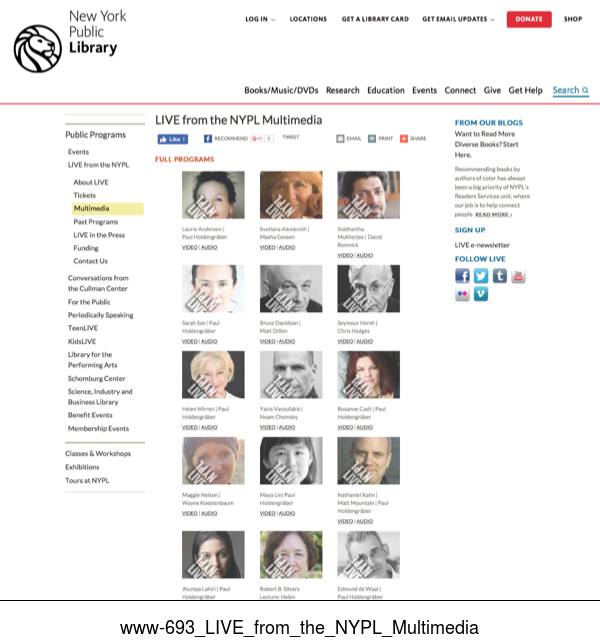 New York
Public
Library
LOG IN
LOCATIONS
GET A LIBRARY CARD
GET EMAIL UPDATES
DONATE
SHOP
Books/Music/DVDs Research Education Events Connect Give Get Help Search
Public Programs
Events
LIVE from the NYPL
About LIVE
Tickets
Multimedia
Past Programs
LIVE in the Press
Funding
Contact Us
Conversations from
the Cullman Center
For the Public
Periodically Speaking
TeenLIVE
KidsLIVE
Library for the
Performing Arts
Schomburg Center
Science, Industry and
Business Library
Benefit Events
Membership Events
Classes & Workshops
Exhibitions
Tours at NYPL
LIVE from the NYPL Multimedia
Like 1
RECOMMEND
TWEET
EMAIL
PRINT
SHARE
FULL PROGRAMS
Laurie Anderson |
Paul Holdengräber
VIDEO | AUDIO
Svetlana Alexievich |
Masha Gessen
VIDEO | AUDIO
Siddhartha
Mukherjee | David
Remnick
VIDEO | AUDIO
Sarah Sze | Paul
Holdengräber
VIDEO | AUDIO
Bruce Davidson |
Matt Dillon
VIDEO | AUDIO
Seymour Hersh |
Chris Hedges
VIDEO | AUDIO
Helen Mirren | Paul
Holdengräber
VIDEO | AUDIO
Yanis Varoufakis |
Noam Chomsky
VIDEO | AUDIO
Rosanne Cash | Paul
Holdengräber
VIDEO | AUDIO
Maggie Nelson |
Wayne Koestenbaum
VIDEO | AUDIO
Maya Lin | Paul
Holdengräber
VIDEO | AUDIO
Nathaniel Kahn |
Matt Mountain | Paul
Holdengräber
VIDEO | AUDIO
Jhumpa Lahiri | Paul
Holdengräber
Robert B. Silvers
Lecture: Helen
Edmund de Waal |
Paul Holdengräber
FROM OUR BLOGS
Want to Read More
Diverse Books? Start
Here.
Recommending books by
authors of color has always
been a big priority of NYPL's
Readers Services unit, where
our job is to help connect
people READ MORE ›
SIGN UP
LIVE e-newsletter
FOLLOW LIVE
www-693_LIVE_from_the_NYPL_Multimedia